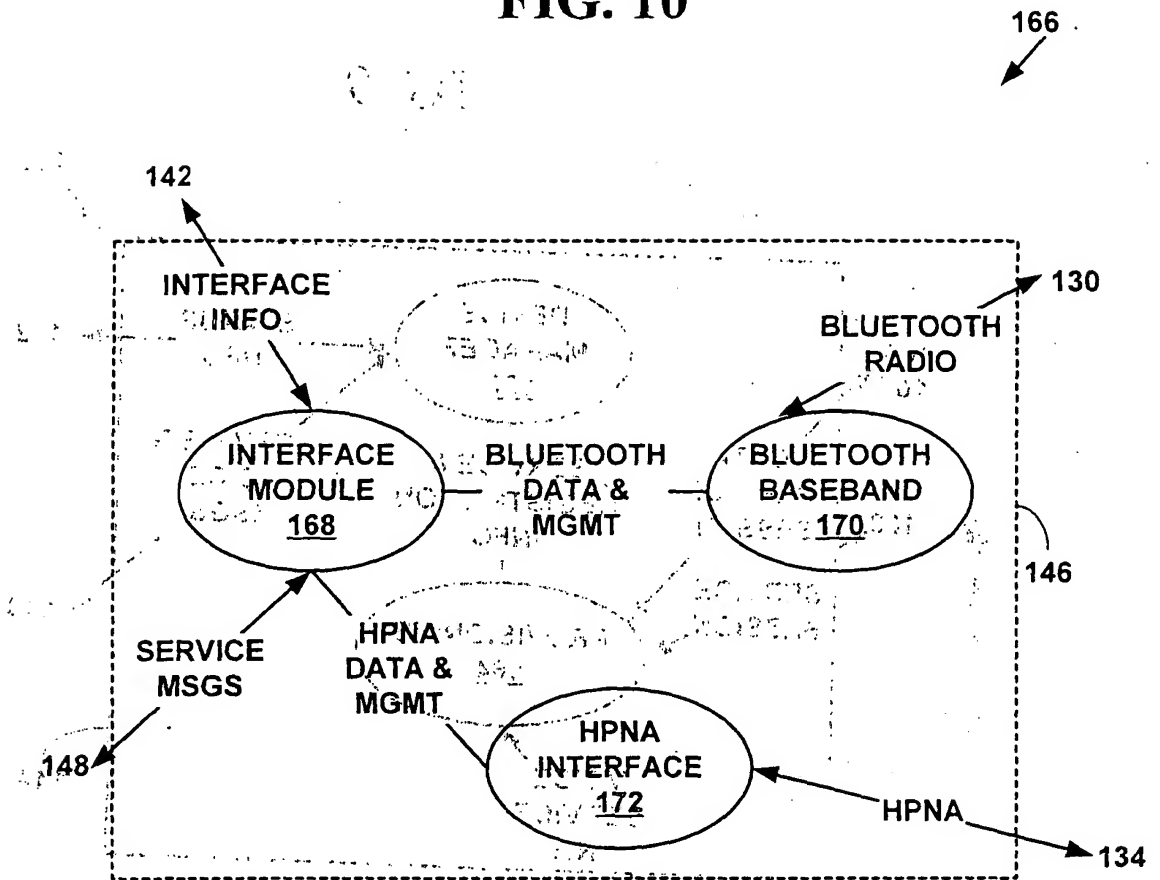 FIG. 10
166
142
INTERFACE
INFO
130
BLUETOOTH
RADIO
INTERFACE
MODULE
168
BLUETOOTH
DATA &
MGMT
BLUETOOTH
BASEBAND
170
146
SERVICE
MSGS
HPNA
DATA &
MGMT
148
HPNA
INTERFACE
172
HPNA
134